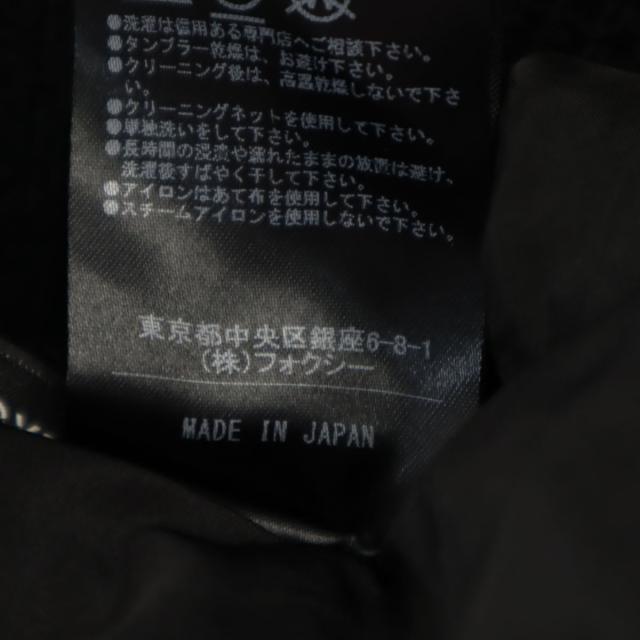 ●洗濯は信用ある専門店へご相談下さい。
●タンブラー乾燥は、お避け下さい。
●クリーニング後は、高温乾燥しないで下さ
い。
●クリーニングネットを使用して下さい。
●単独洗いをして下さい。
●長時間の浸漬や濡れたままの放置は避け、
洗濯後すばやく干して下さい。
●アイロンはあて布を使用して下さい。
●スチームアイロンを使用しないで下さい。
東京都中央区銀座6-8-1
(株)フォクシー
MADE IN JAPAN